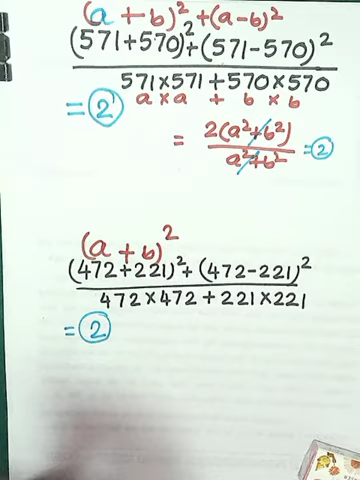 (a + b)² + (a - b)²
(571+570)² + (571-570)²
571×571 + 570×570
= 2 a × a + b × b
= 2(a²+b²) / a²+b² = 2
(a + b)²
(472+221)² + (472-221)²
472×472 + 221×221
= 2